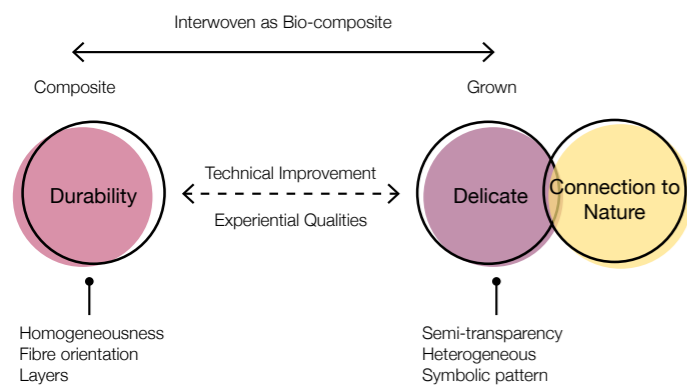 Interwoven as Bio-composite
Composite
Grown
Durability
Technical Improvement
Experiential Qualities
Delicate
Connection to
Nature
Homogeneousness
Fibre orientation
Layers
Semi-transparency
Heterogeneous
Symbolic pattern